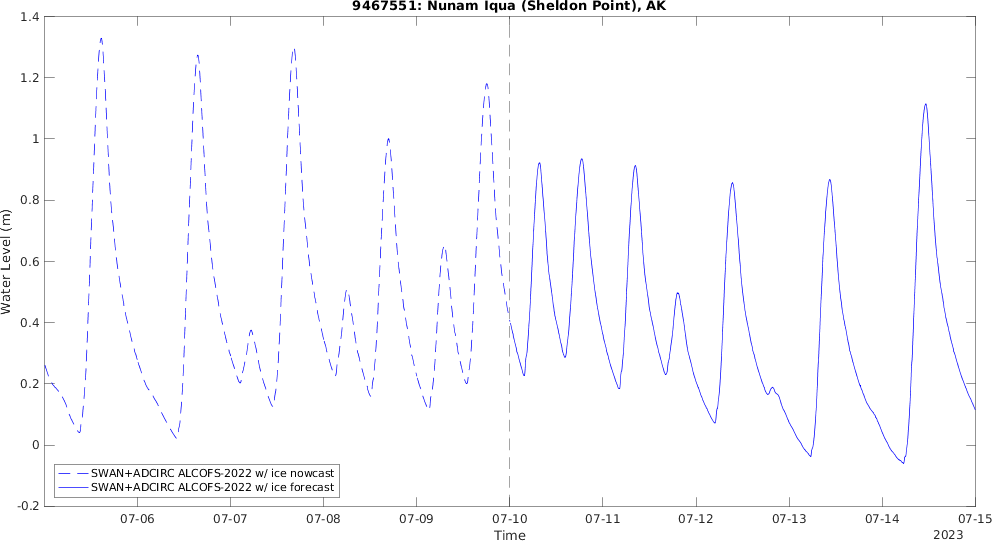 9467551: Nunam Iqua (Sheldon Point), AK
Water Level (m)
1.4
1.2
1
0.8
0.6
0.4
0.2
0
-0.2
SWAN+ADCIRC ALCOFS-2022 w/ ice nowcast
SWAN+ADCIRC ALCOFS-2022 w/ ice forecast
07-06 07-07 07-08 07-09 07-10 07-11 07-12 07-13 07-14 07-15
Time
2023